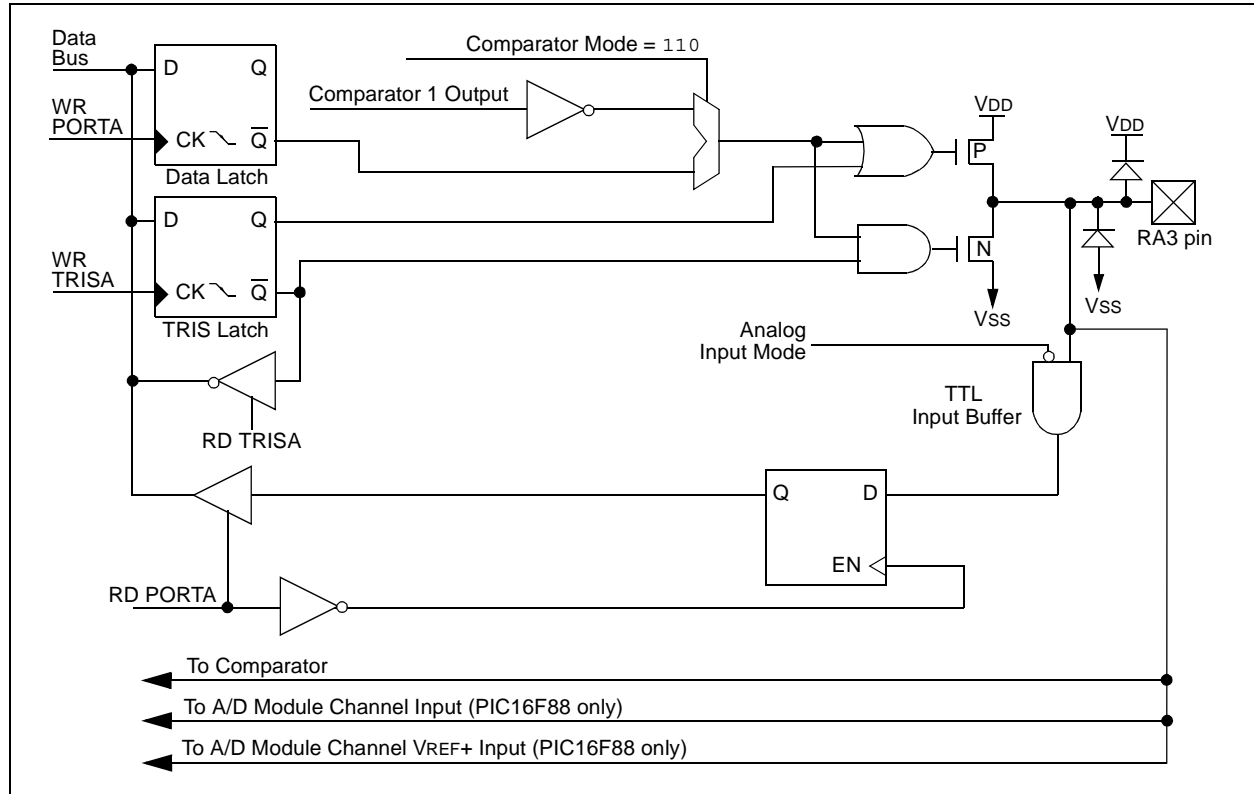 Data
Bus
D
Q
Comparator Mode = 110
Comparator 1 Output
WR
PORTA
CK
Q̅
Data Latch
VDD
P
VDD
RA3 pin
D
Q
WR
TRISA
CK
Q̅
TRIS Latch
N
VSS
VSS
Analog
Input Mode
TTL
Input Buffer
RD TRISA
Q
D
EN
RD PORTA
To Comparator
To A/D Module Channel Input (PIC16F88 only)
To A/D Module Channel VREF+ Input (PIC16F88 only)